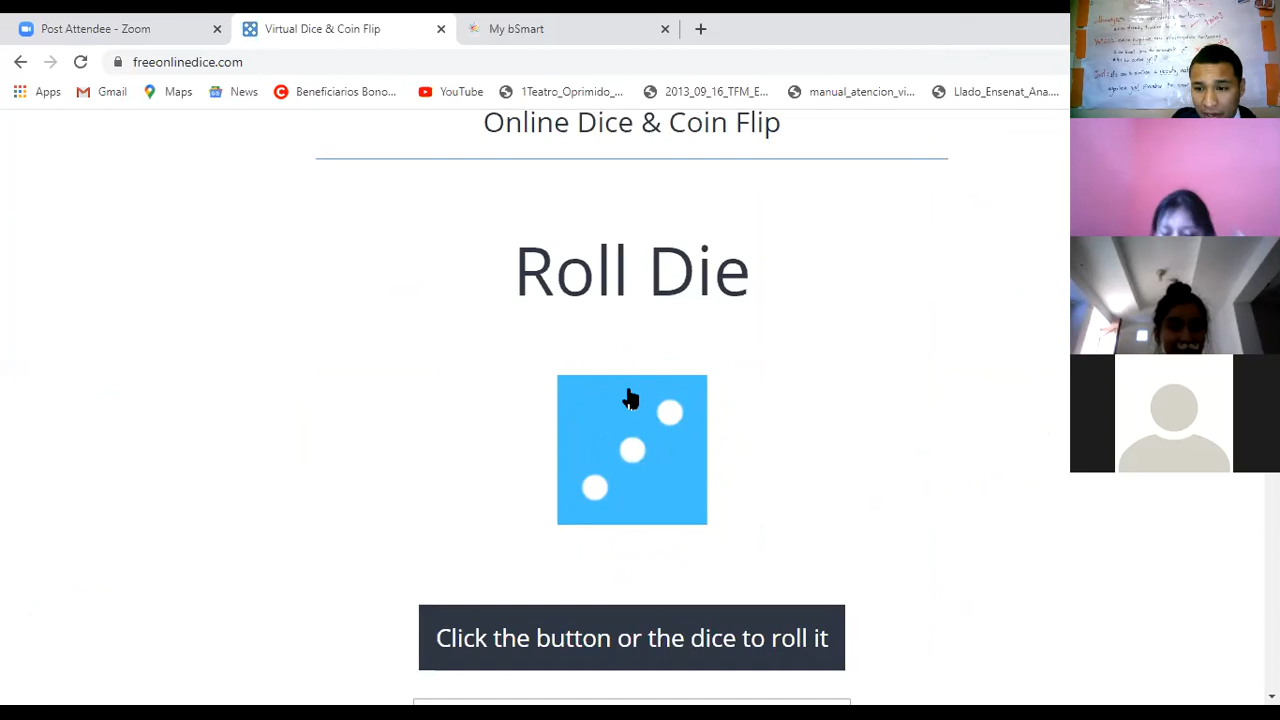 Post Attendee - Zoom
Virtual Dice & Coin Flip
My bSmart
freeonlinedice.com
Apps
Gmail
Maps
News
Beneficiarios Bono...
YouTube
TTeatro_Oprimido_...
2013_09_16_TFM_E...
manual_atencion_vi...
Llado_Ensenat_Ana....
Online Dice & Coin Flip
Roll Die
Click the button or the dice to roll it